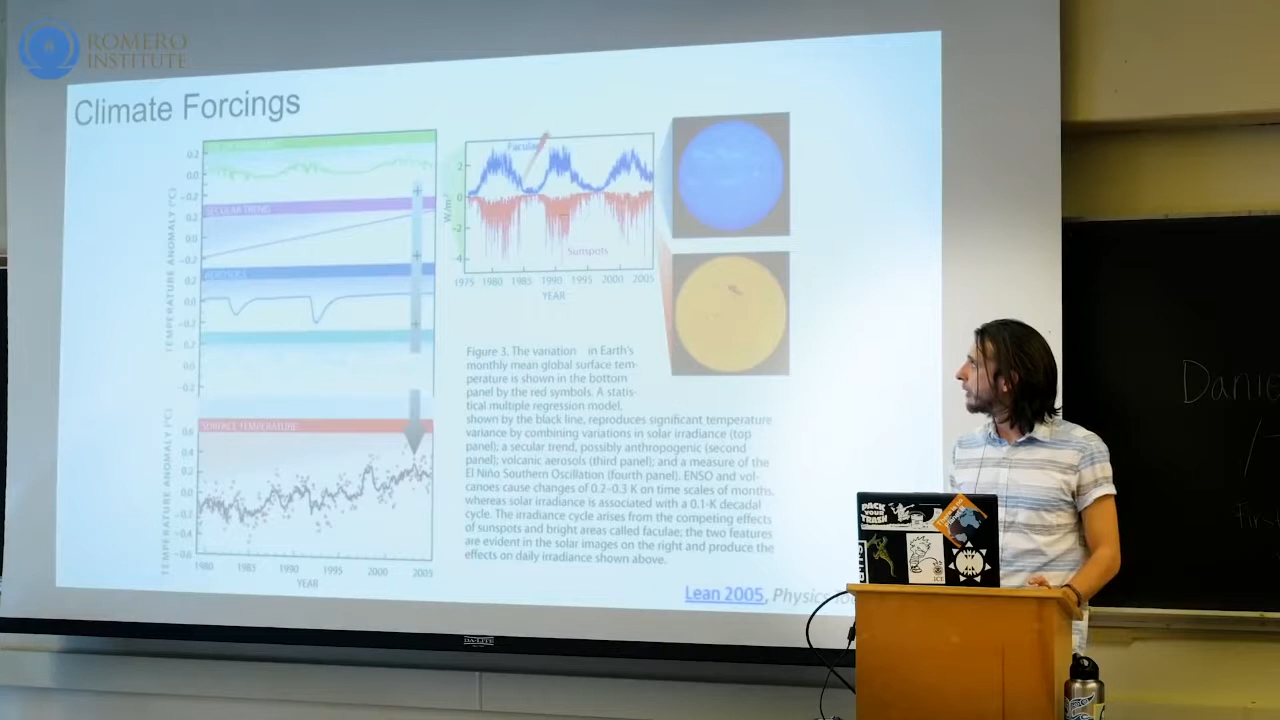 ROMERO
INSTITUTE
Climate Forcings
0.2
0.0
-0.2
SECULAR TREND
0.2
0.0
-0.2
0.2
0.0
-0.2
0.0
-0.2
TEMPERATURE ANOMALY (°C)
TEMPERATURE ANOMALY (°C)
+
+
+
SURFACE TEMPERATURE
0.6
0.4
0.2
0.0
-0.2
-0.4
-0.6
TEMPERATURE ANOMALY (°C)
1980 1985 1990 1995 2000 2005
YEAR
Faculae
2
0
-2
-4
W/m²
Sunspots
1975 1980 1985 1990 1995 2000 2005
YEAR
Figure 3. The variation in Earth's
monthly mean global surface tem-
perature is shown in the bottom
panel by the red symbols. A statis-
tical multiple regression model,
shown by the black line, reproduces significant temperature
variance by combining variations in solar irradiance (top
panel); a secular trend, possibly anthropogenic (second
panel); volcanic aerosols (third panel); and a measure of the
El Niño Southern Oscillation (fourth panel). ENSO and vol-
canoes cause changes of 0.2–0.3 K on time scales of months,
whereas solar irradiance is associated with a 0.1-K decadal
cycle. The irradiance cycle arises from the competing effects
of sunspots and bright areas called faculae; the two features
are evident in the solar images on the right and produce the
effects on daily irradiance shown above.
Lean 2005, Physics
DA-LITE
PACK
YOUR
TRASH
ICE
Danie
Firs